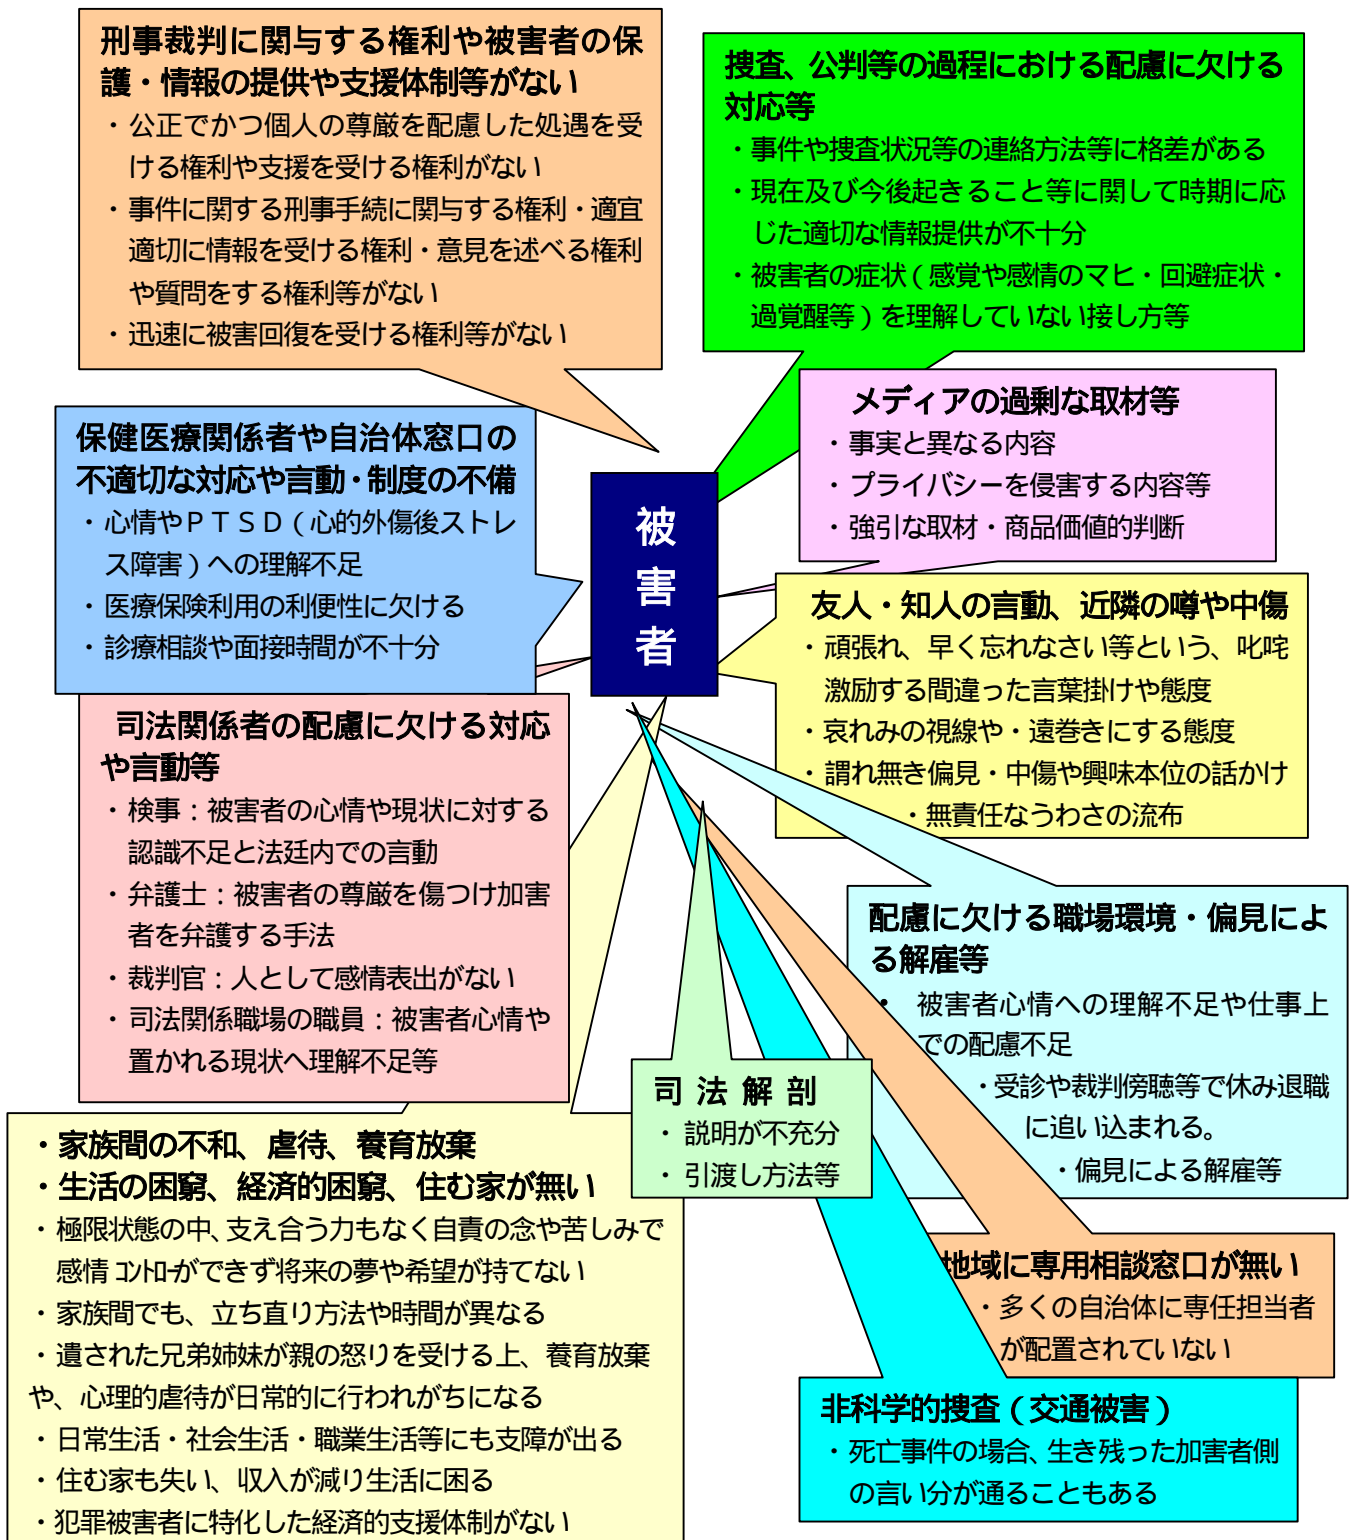 刑事裁判に関与する権利や被害者の保
護・情報の提供や支援体制等がない
・公正でかつ個人の尊厳を配慮した処遇を受
ける権利や支援を受ける権利がない
・事件に関する刑事手続に関与する権利・適宜
適切に情報を受ける権利・意見を述べる権利
や質問をする権利等がない
・迅速に被害回復を受ける権利等がない
捜査、公判等の過程における配慮に欠ける
対応等
・事件や捜査状況等の連絡方法等に格差がある
・現在及び今後起きること等に関して時期に応
じた適切な情報提供が不十分
・被害者の症状（感覚や感情のマヒ・回避症状・
過覚醒等）を理解していない接し方等
メディアの過剰な取材等
・事実と異なる内容
・プライバシーを侵害する内容等
・強引な取材・商品価値的判断
保健医療関係者や自治体窓口の
不適切な対応や言動・制度の不備
・心情やＰＴＳＤ（心的外傷後ストレ
ス障害）への理解不足
・医療保険利用の利便性に欠ける
・診療相談や面接時間が不十分
被
害
者
友人・知人の言動、近隣の噂や中傷
・頑張れ、早く忘れなさい等という、叱咤
激励する間違った言葉掛けや態度
・哀れみの視線や・遠巻きにする態度
・謂れ無き偏見・中傷や興味本位の話かけ
・無責任なうわさの流布
司法関係者の配慮に欠ける対応
や言動等
・検事：被害者の心情や現状に対する
認識不足と法廷内での言動
・弁護士：被害者の尊厳を傷つけ加害
者を弁護する手法
・裁判官：人として感情表出がない
・司法関係職場の職員：被害者心情や
置かれる現状へ理解不足等
配慮に欠ける職場環境・偏見によ
る解雇等
・ 被害者心情への理解不足や仕事上
での配慮不足
・受診や裁判傍聴等で休み退職
に追い込まれる。
・偏見による解雇等
司法解剖
・説明が不充分
・引渡し方法等
・家族間の不和、虐待、養育放棄
・生活の困窮、経済的困窮、住む家が無い
・極限状態の中、支え合う力もなく自責の念や苦しみで
感情ｺﾝﾄﾛｰができず将来の夢や希望が持てない
・家族間でも、立ち直り方法や時間が異なる
・遺された兄弟姉妹が親の怒りを受ける上、養育放棄
や、心理的虐待が日常的に行われがちになる
・日常生活・社会生活・職業生活等にも支障が出る
・住む家も失い、収入が減り生活に困る
・犯罪被害者に特化した経済的支援体制がない
地域に専用相談窓口が無い
・多くの自治体に専任担当者
が配置されていない
非科学的捜査（交通被害）
・死亡事件の場合、生き残った加害者側
の言い分が通ることもある